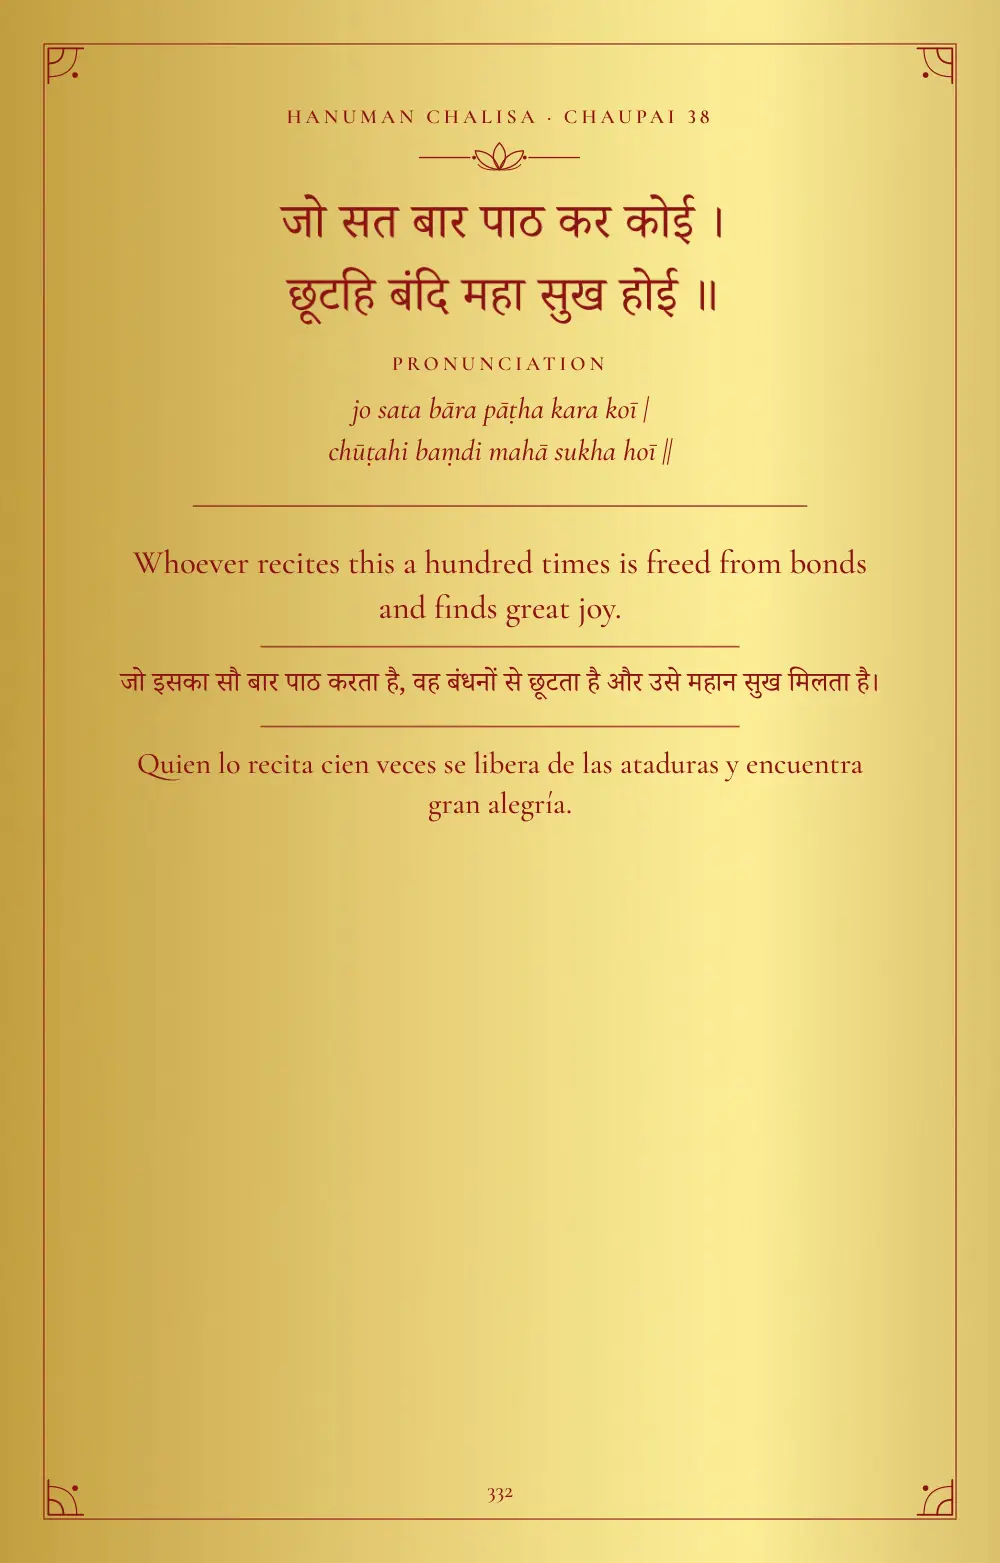 HANUMAN CHALISA · CHAUPAI 38
जो सत बार पाठ कर कोई ।
छूटहि बंदि महा सुख होई ॥
PRONUNCIATION
jo sata bāra pāṭha kara koī |
chūṭahi baṃdi mahā sukha hoī ||
Whoever recites this a hundred times is freed from bonds
and finds great joy.
जो इसका सौ बार पाठ करता है, वह बंधनों से छूटता है और उसे महान सुख मिलता है।
Quien lo recita cien veces se libera de las ataduras y encuentra
gran alegría.
332